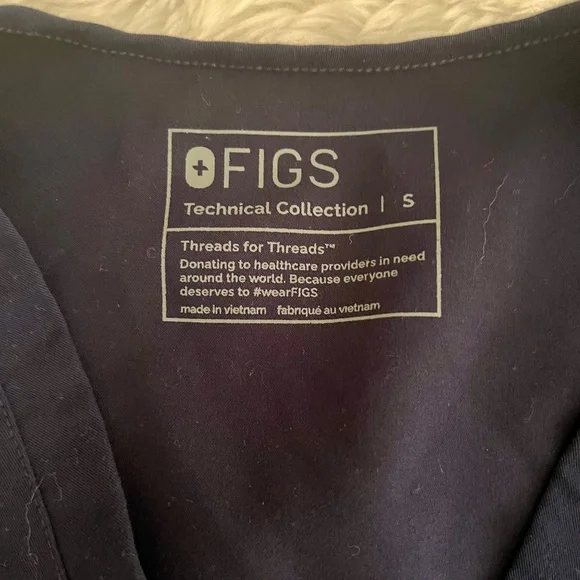 FIGS
Technical Collection | S
Threads for Threads™
Donating to healthcare providers in need
around the world. Because everyone
deserves to #wearFIGS
made in vietnam fabriqué au vietnam